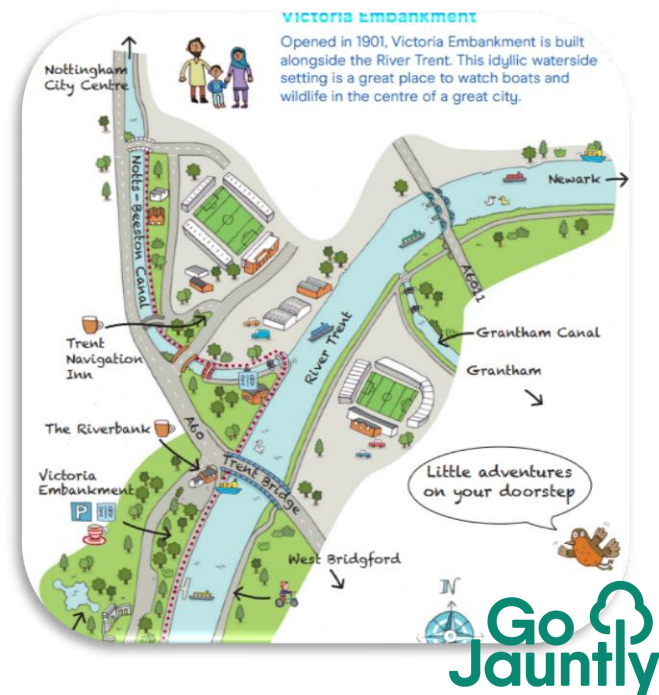 Victoria Embankment
Opened in 1901, Victoria Embankment is built
alongside the River Trent. This idyllic waterside
setting is a great place to watch boats and
wildlife in the centre of a great city.
Nottingham
City Centre
Newark
Notts-Beeston Canal
A6011
River Trent
Grantham Canal
Trent
Navigation
Inn
Grantham
The Riverbank
A60
Trent Bridge
Little adventures
on your doorstep
Victoria
Embankment
P
West Bridgford
N
Go
Jauntly